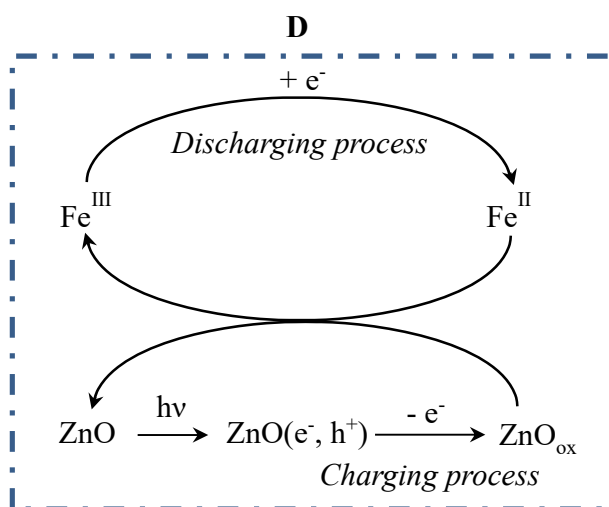 D
+ e⁻
Discharging process
Feᴵᴵᴵ Feᴵᴵ
hν - e⁻
ZnO ZnO(e⁻, h⁺) ZnOₒₓ
Charging process